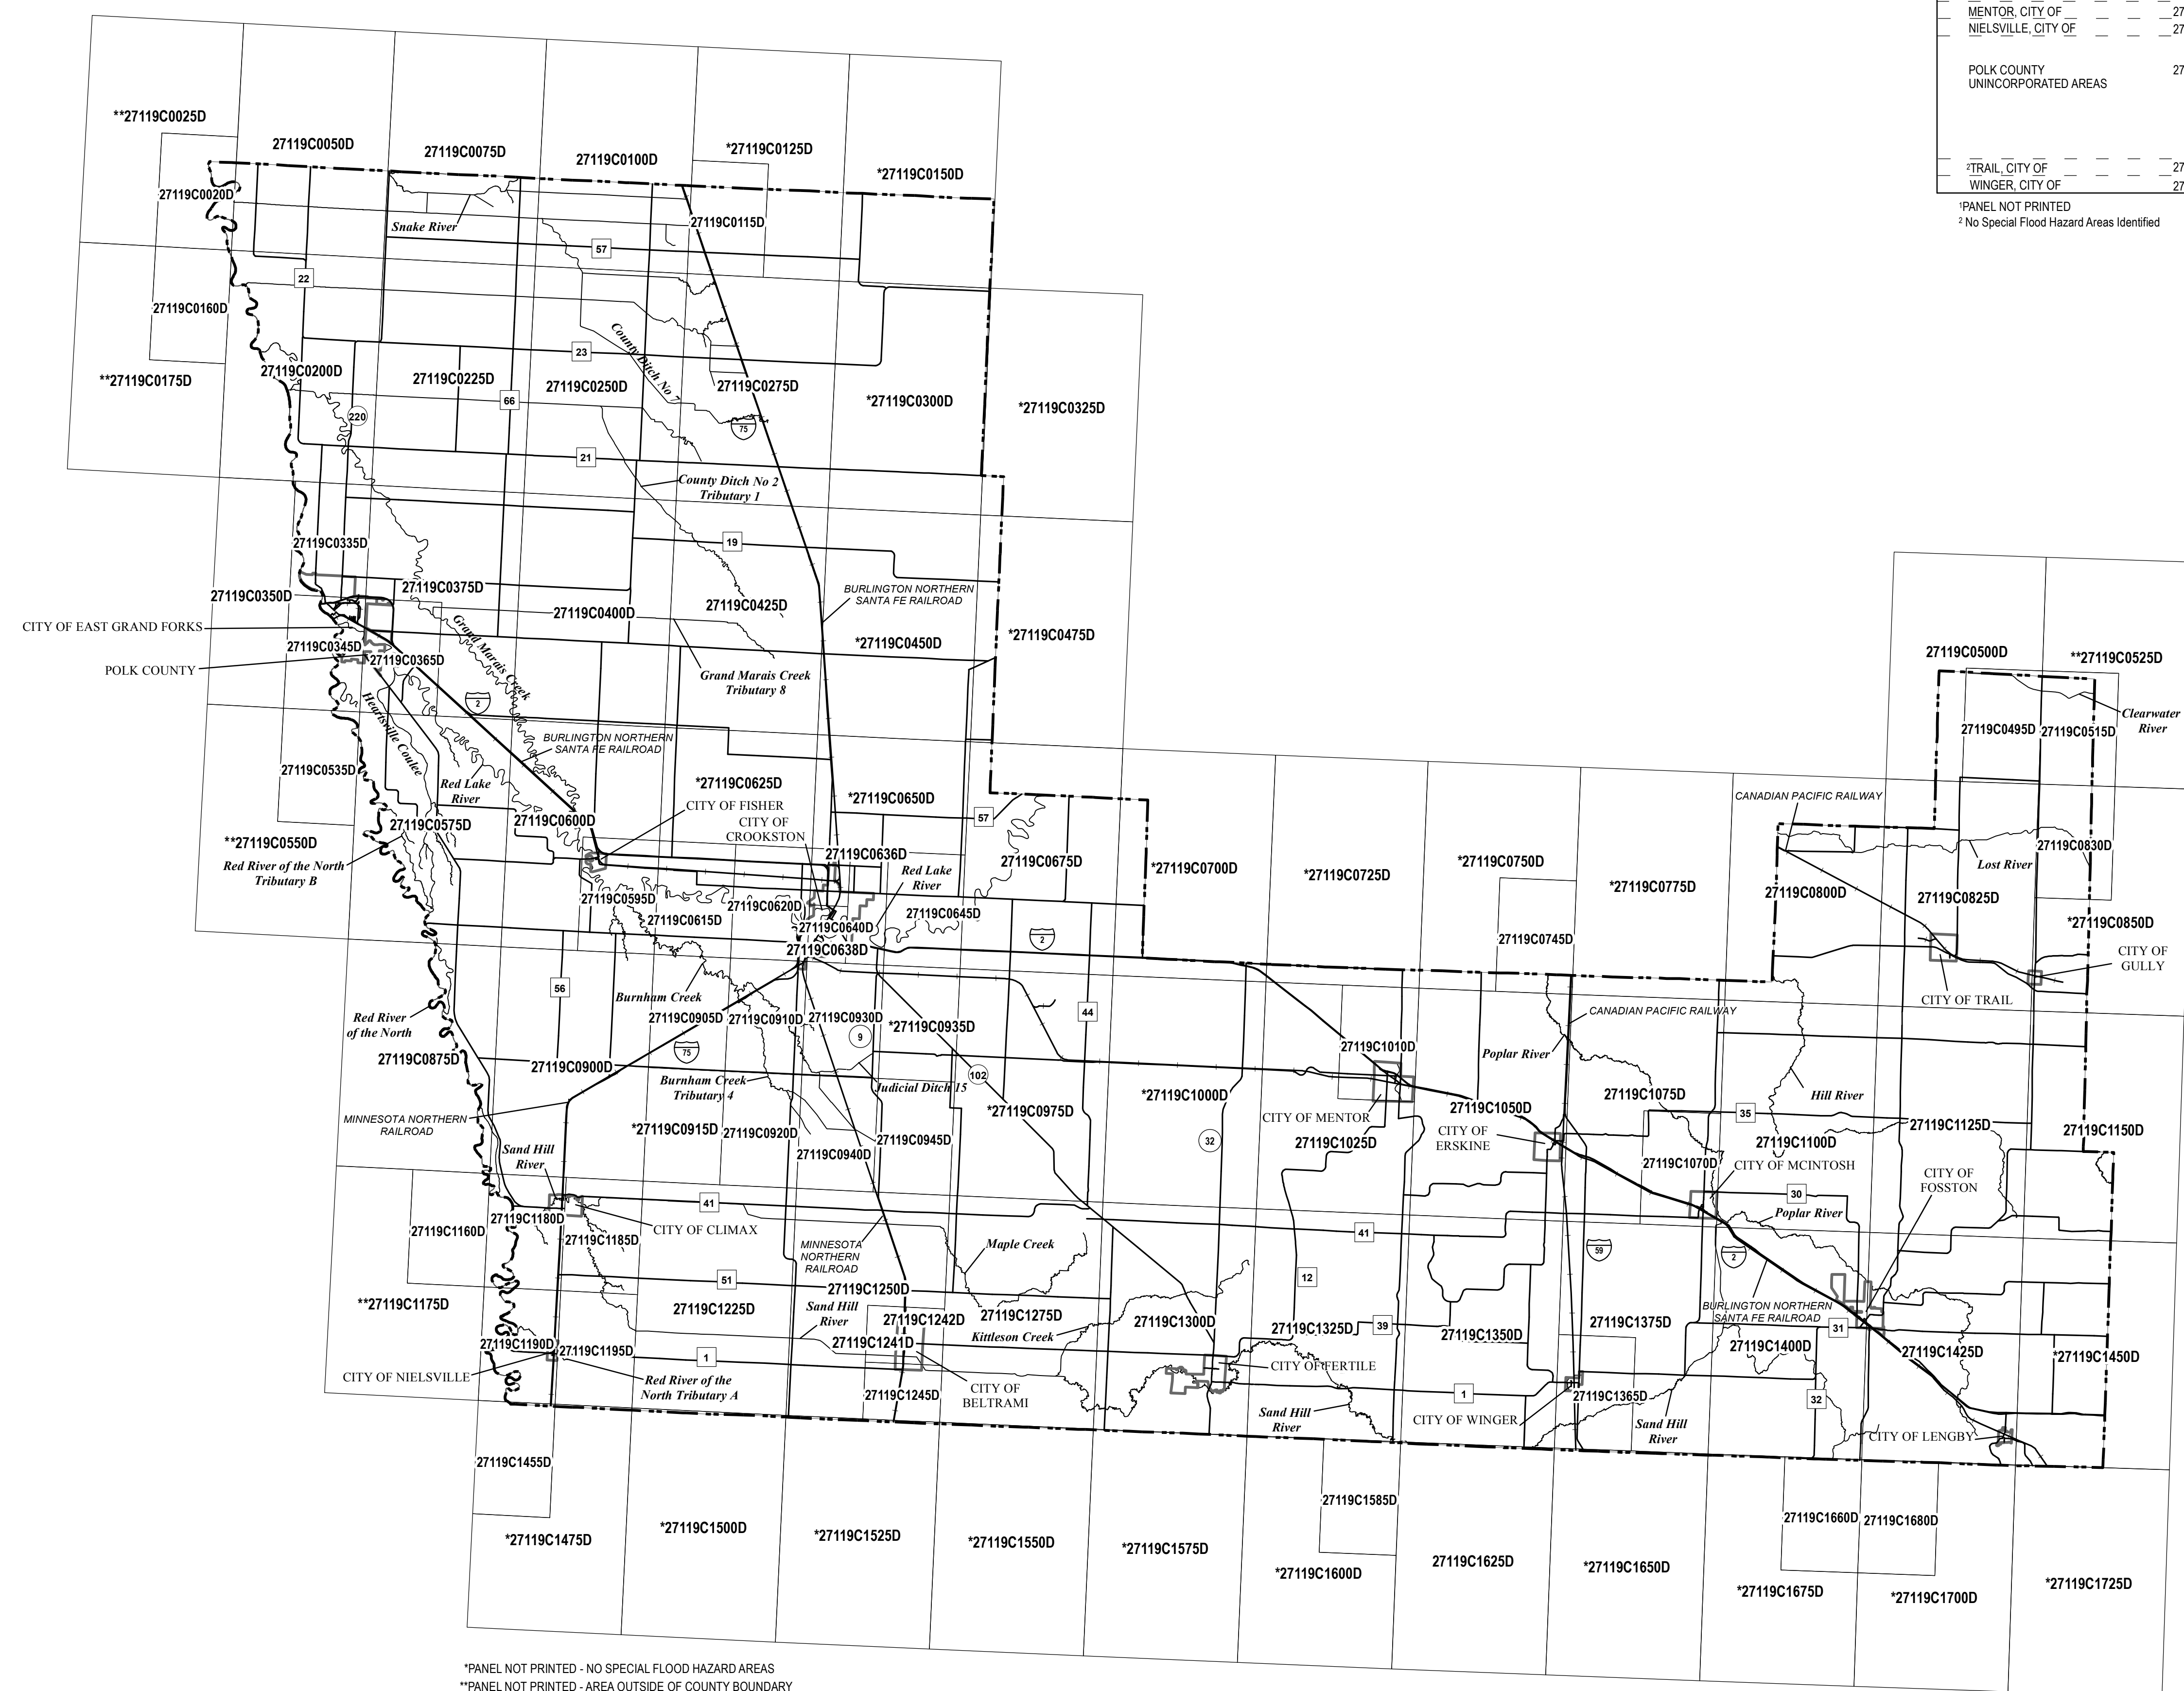 MENTOR, CITY OF 27
NIELSVILLE, CITY OF 27
POLK COUNTY 27
UNINCORPORATED AREAS
²TRAIL, CITY OF 27
WINGER, CITY OF 27
¹PANEL NOT PRINTED
² No Special Flood Hazard Areas Identified
**27119C0025D
27119C0050D
27119C0075D
27119C0100D
*27119C0125D
*27119C0150D
27119C0020D
Snake River
27119C0115D
57
22
27119C0160D
County Ditch No 7
23
**27119C0175D
27119C0200D
27119C0225D
27119C0250D
27119C0275D
*27119C0300D
*27119C0325D
66
220
75
21
County Ditch No 2
Tributary 1
27119C0335D
19
27119C0350D
27119C0375D
27119C0400D
27119C0425D
BURLINGTON NORTHERN
SANTA FE RAILROAD
CITY OF EAST GRAND FORKS
Grand Marais Creek
*27119C0450D
*27119C0475D
27119C0345D
27119C0365D
POLK COUNTY
Grand Marais Creek
Tributary 8
27119C0500D
**27119C0525D
Heartsville Coulee
2
Clearwater
River
27119C0495D
27119C0515D
BURLINGTON NORTHERN
SANTA FE RAILROAD
27119C0535D
Red Lake
River
*27119C0625D
*27119C0650D
CITY OF FISHER
CITY OF
CROOKSTON
57
CANADIAN PACIFIC RAILWAY
27119C0575D
27119C0600D
**27119C0550D
Red River of the North
Tributary B
27119C0636D
Red Lake
River
27119C0675D
*27119C0700D
*27119C0725D
*27119C0750D
*27119C0775D
27119C0800D
27119C0825D
27119C0830D
Lost River
27119C0595D
27119C0615D
27119C0620D
27119C0640D
27119C0645D
27119C0638D
2
27119C0745D
*27119C0850D
CITY OF
GULLY
CITY OF TRAIL
56
Burnham Creek
Red River
of the North
27119C0905D
27119C0910D
27119C0930D
*27119C0935D
9
44
CANADIAN PACIFIC RAILWAY
27119C0875D
75
27119C0900D
27119C1010D
Poplar River
Burnham Creek
Tributary 4
Judicial Ditch 15
102
*27119C0975D
*27119C1000D
27119C1050D
27119C1075D
Hill River
MINNESOTA NORTHERN
RAILROAD
*27119C0915D
27119C0920D
27119C0940D
27119C0945D
32
CITY OF MENTOR
27119C1025D
CITY OF
ERSKINE
35
27119C1100D
27119C1125D
27119C1150D
Sand Hill
River
27119C1070D
CITY OF MCINTOSH
CITY OF
FOSSTON
30
Poplar River
41
CITY OF CLIMAX
27119C1160D
27119C1180D
27119C1185D
MINNESOTA
NORTHERN
RAILROAD
Maple Creek
41
59
2
51
12
27119C1250D
**27119C1175D
27119C1225D
Sand Hill
River
27119C1242D
27119C1275D
27119C1300D
27119C1325D
39
27119C1350D
27119C1375D
BURLINGTON NORTHERN
SANTA FE RAILROAD
31
27119C1190D
27119C1195D
27119C1241D
Kittleson Creek
27119C1400D
27119C1425D
*27119C1450D
1
CITY OF NIELSVILLE
Red River of the
North Tributary A
27119C1245D
CITY OF
BELTRAMI
CITY OF FERTILE
1
27119C1365D
32
Sand Hill
River
CITY OF WINGER
Sand Hill
River
CITY OF LENGBY
27119C1455D
27119C1585D
27119C1660D
27119C1680D
*27119C1475D
*27119C1500D
*27119C1525D
*27119C1550D
*27119C1575D
*27119C1600D
27119C1625D
*27119C1650D
*27119C1675D
*27119C1700D
*27119C1725D
*PANEL NOT PRINTED - NO SPECIAL FLOOD HAZARD AREAS
**PANEL NOT PRINTED - AREA OUTSIDE OF COUNTY BOUNDARY